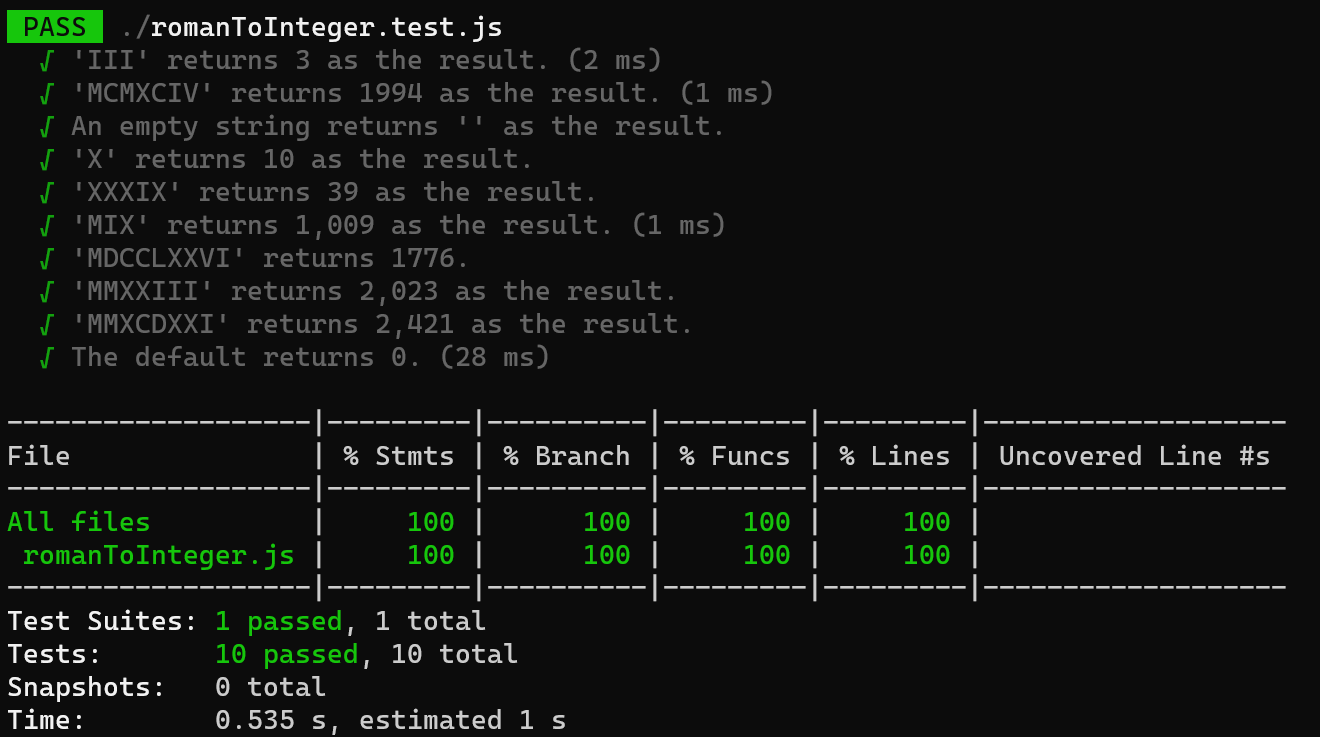 PASS ./romanToInteger.test.js
√ 'III' returns 3 as the result. (2 ms)
√ 'MCMXCIV' returns 1994 as the result. (1 ms)
√ An empty string returns '' as the result.
√ 'X' returns 10 as the result.
√ 'XXXIX' returns 39 as the result.
√ 'MIX' returns 1,009 as the result. (1 ms)
√ 'MDCCLXXVI' returns 1776.
√ 'MMXXIII' returns 2,023 as the result.
√ 'MMXCDXXI' returns 2,421 as the result.
√ The default returns 0. (28 ms)
-------------------|---------|----------|---------|---------|-------------------
File               | % Stmts | % Branch | % Funcs | % Lines | Uncovered Line #s
-------------------|---------|----------|---------|---------|-------------------
All files          |     100 |      100 |     100 |     100 |
 romanToInteger.js |     100 |      100 |     100 |     100 |
-------------------|---------|----------|---------|---------|-------------------
Test Suites: 1 passed, 1 total
Tests:       10 passed, 10 total
Snapshots:   0 total
Time:        0.535 s, estimated 1 s